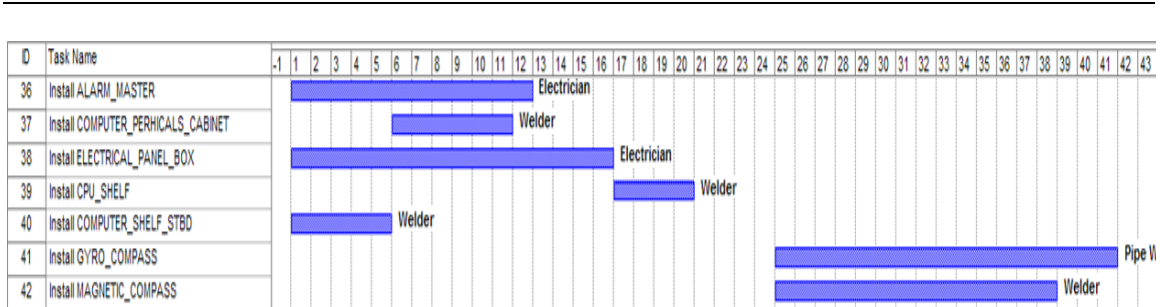 ID Task Name -1 1 2 3 4 5 6 7 8 9 10 11 12 13 14 15 16 17 18 19 20 21 22 23 24 25 26 27 28 29 30 31 32 33 34 35 36 37 38 39 40 41 42 43
36 Install ALARM_MASTER Electrician
37 Install COMPUTER_PERHICALS_CABINET Welder
38 Install ELECTRICAL_PANEL_BOX Electrician
39 Install CPU_SHELF Welder
40 Install COMPUTER_SHELF_STBD Welder
41 Install GYRO_COMPASS Pipe W
42 Install MAGNETIC_COMPASS Welder